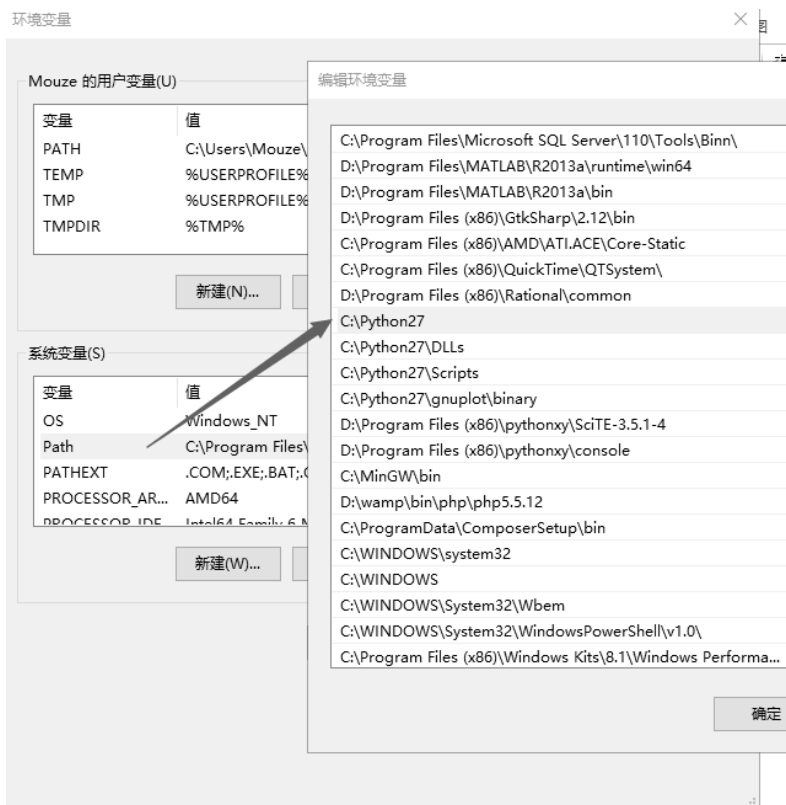 环境变量
Mouze 的用户变量(U)
变量 值
PATH C:\Users\Mouze\
TEMP %USERPROFILE%
TMP %USERPROFILE%
TMPDIR %TMP%
新建(N)...
系统变量(S)
变量 值
OS Windows_NT
Path C:\Program Files\
PATHEXT .COM;.EXE;.BAT;.
PROCESSOR_AR... AMD64
PROCESSOR_IDE Intel64 Family 6 M
新建(W)...
编辑环境变量
C:\Program Files\Microsoft SQL Server\110\Tools\Binn\
D:\Program Files\MATLAB\R2013a\runtime\win64
D:\Program Files\MATLAB\R2013a\bin
D:\Program Files (x86)\GtkSharp\2.12\bin
C:\Program Files (x86)\AMD\ATI.ACE\Core-Static
C:\Program Files (x86)\QuickTime\QTSystem\
D:\Program Files (x86)\Rational\common
C:\Python27
C:\Python27\DLLs
C:\Python27\Scripts
C:\Python27\gnuplot\binary
D:\Program Files (x86)\pythonxy\SciTE-3.5.1-4
D:\Program Files (x86)\pythonxy\console
C:\MinGW\bin
D:\wamp\bin\php\php5.5.12
C:\ProgramData\ComposerSetup\bin
C:\WINDOWS\system32
C:\WINDOWS
C:\WINDOWS\System32\Wbem
C:\WINDOWS\System32\WindowsPowerShell\v1.0\
C:\Program Files (x86)\Windows Kits\8.1\Windows Performa...
确定